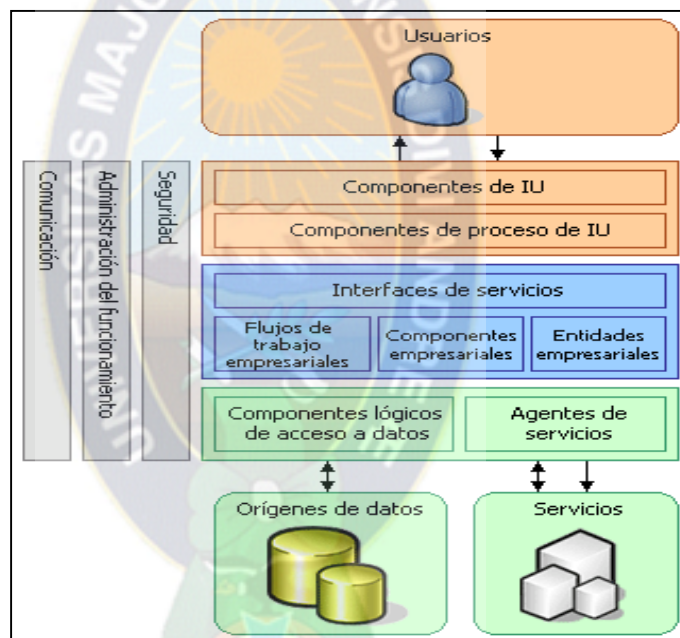 Usuarios
Comunicación
Administración del funcionamiento
Seguridad
Componentes de IU
Componentes de proceso de IU
Interfaces de servicios
Flujos de
trabajo
empresariales
Componentes
empresariales
Entidades
empresariales
Componentes lógicos
de acceso a datos
Agentes de
servicios
Orígenes de datos
Servicios